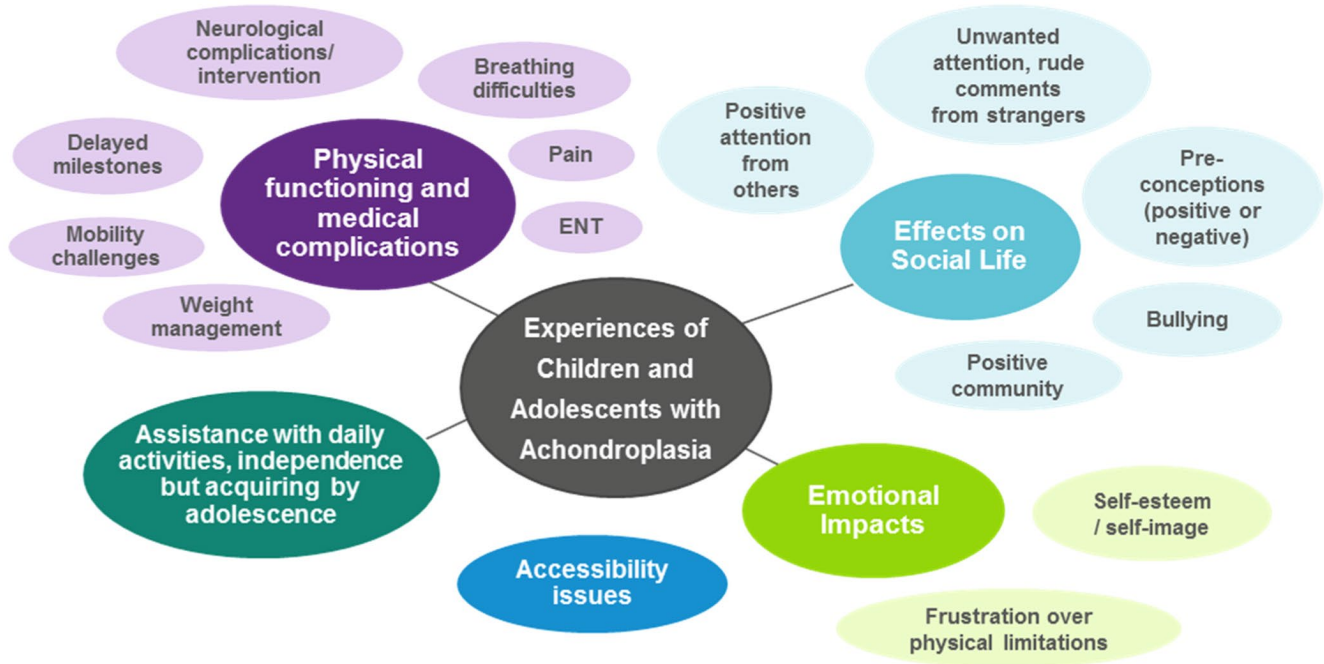 Neurological
complications/
intervention
Breathing
difficulties
Delayed
milestones
Pain
Mobility
challenges
ENT
Weight
management
Physical
functioning and
medical
complications
Unwanted
attention, rude
comments
from strangers
Positive
attention
from
others
Pre-
conceptions
(positive or
negative)
Effects on
Social Life
Bullying
Positive
community
Experiences of
Children and
Adolescents with
Achondroplasia
Assistance with daily
activities, independence
but acquiring by
adolescence
Accessibility
issues
Emotional
Impacts
Self-esteem
/ self-image
Frustration over
physical limitations